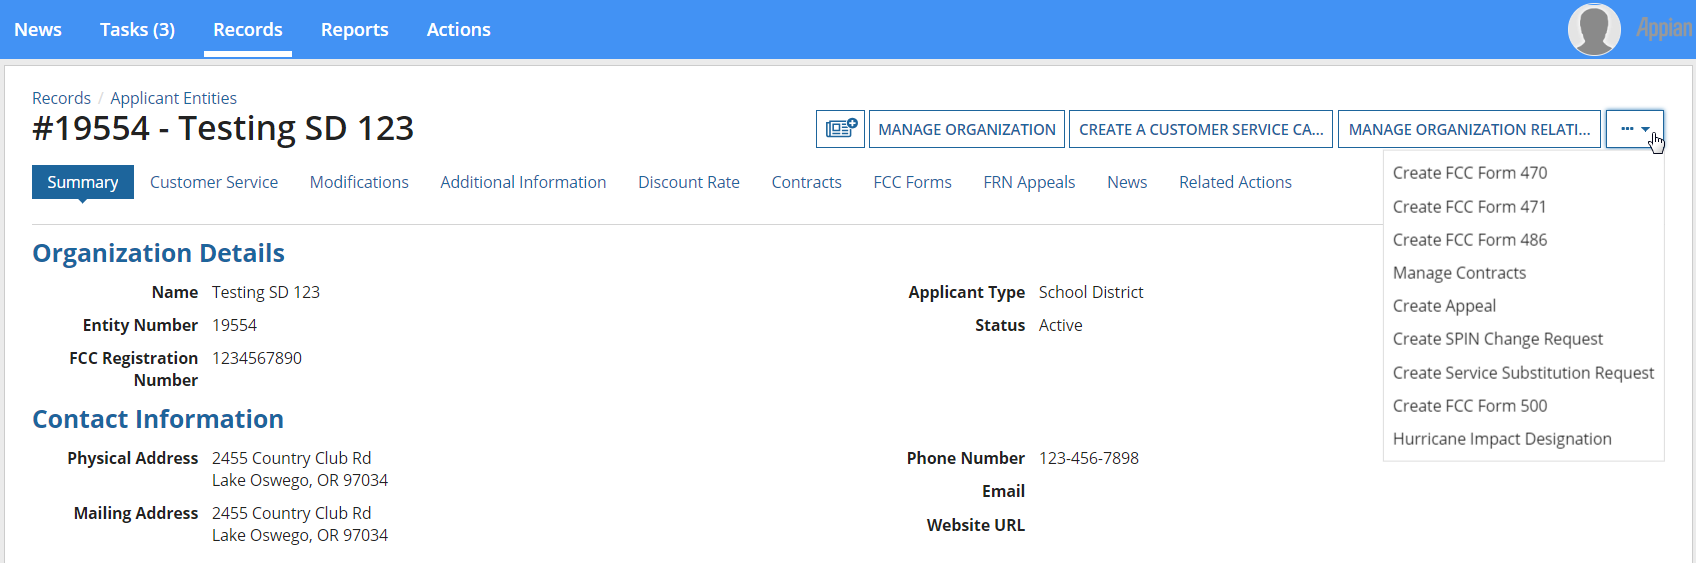 News Tasks (3) Records Reports Actions Appian
Records / Applicant Entities
#19554 - Testing SD 123
MANAGE ORGANIZATION CREATE A CUSTOMER SERVICE CA... MANAGE ORGANIZATION RELATI... ...
Summary Customer Service Modifications Additional Information Discount Rate Contracts FCC Forms FRN Appeals News Related Actions
Create FCC Form 470
Create FCC Form 471
Create FCC Form 486
Manage Contracts
Create Appeal
Create SPIN Change Request
Create Service Substitution Request
Create FCC Form 500
Hurricane Impact Designation
Organization Details
Name Testing SD 123
Entity Number 19554
FCC Registration Number 1234567890
Applicant Type School District
Status Active
Contact Information
Physical Address 2455 Country Club Rd
Lake Oswego, OR 97034
Mailing Address 2455 Country Club Rd
Lake Oswego, OR 97034
Phone Number 123-456-7898
Email
Website URL